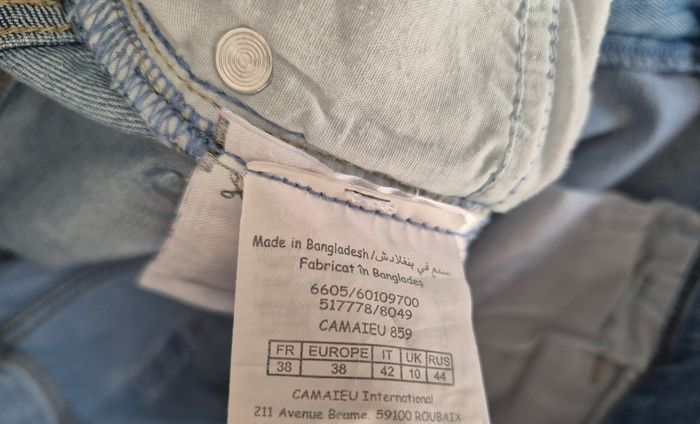 Made in Bangladesh/صنع في بنغلادش
Fabricat în Banglades
6605/60109700
517778/8049
CAMAIEU 859
FR EUROPE IT UK RUS
38 38 42 10 44
CAMAIEU International
211 Avenue Brame, 59100 ROUBAIX